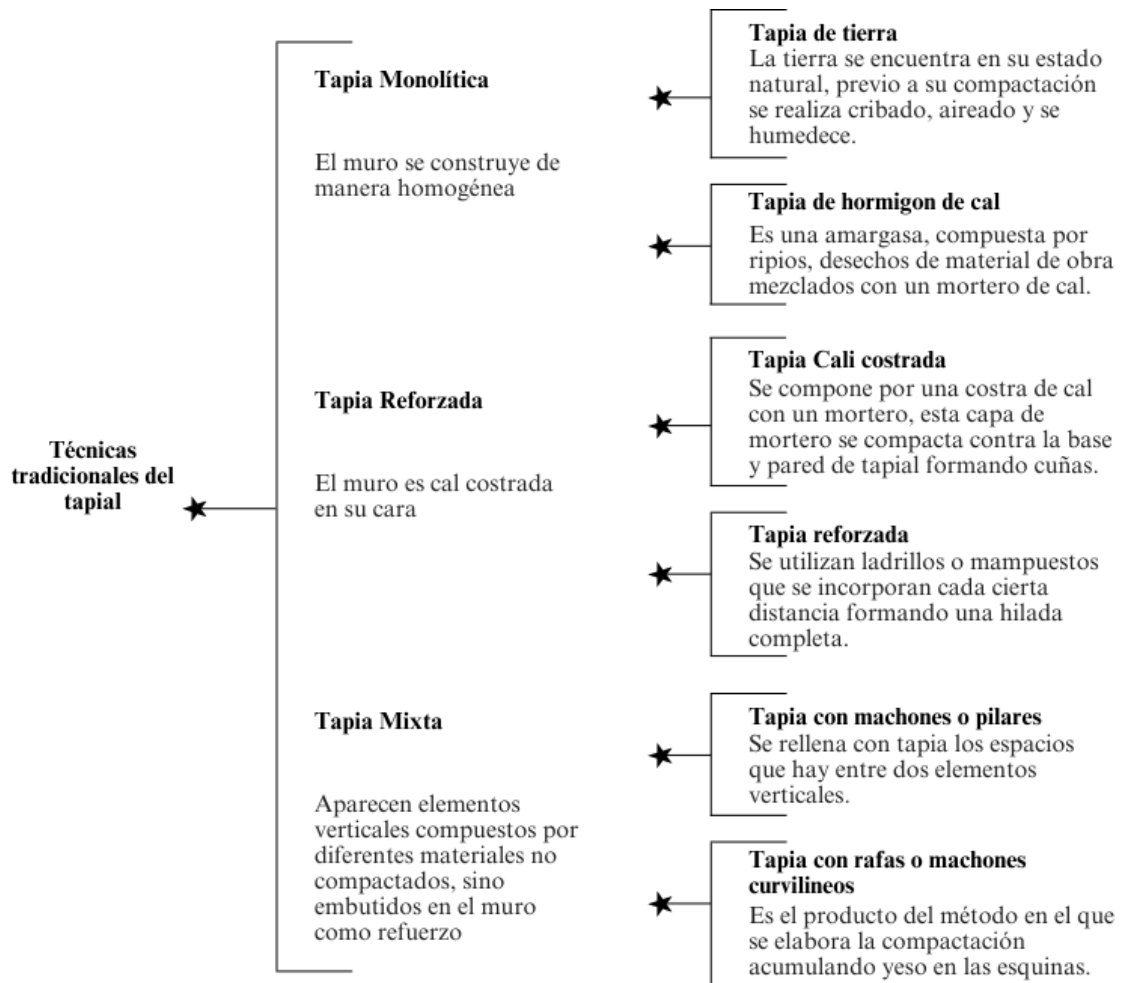 Técnicas
tradicionales del
tapial
Tapia Monolítica
El muro se construye de
manera homogénea
Tapia de tierra
La tierra se encuentra en su estado
natural, previo a su compactación
se realiza cribado, aireado y se
humedece.
Tapia de hormigon de cal
Es una amargasa, compuesta por
ripios, desechos de material de obra
mezclados con un mortero de cal.
Tapia Reforzada
El muro es cal costrada
en su cara
Tapia Cali costrada
Se compone por una costra de cal
con un mortero, esta capa de
mortero se compacta contra la base
y pared de tapial formando cuñas.
Tapia reforzada
Se utilizan ladrillos o mampuestos
que se incorporan cada cierta
distancia formando una hilada
completa.
Tapia Mixta
Aparecen elementos
verticales compuestos por
diferentes materiales no
compactados, sino
embutidos en el muro
como refuerzo
Tapia con machones o pilares
Se rellena con tapia los espacios
que hay entre dos elementos
verticales.
Tapia con rafas o machones
curvilineos
Es el producto del método en el que
se elabora la compactación
acumulando yeso en las esquinas.